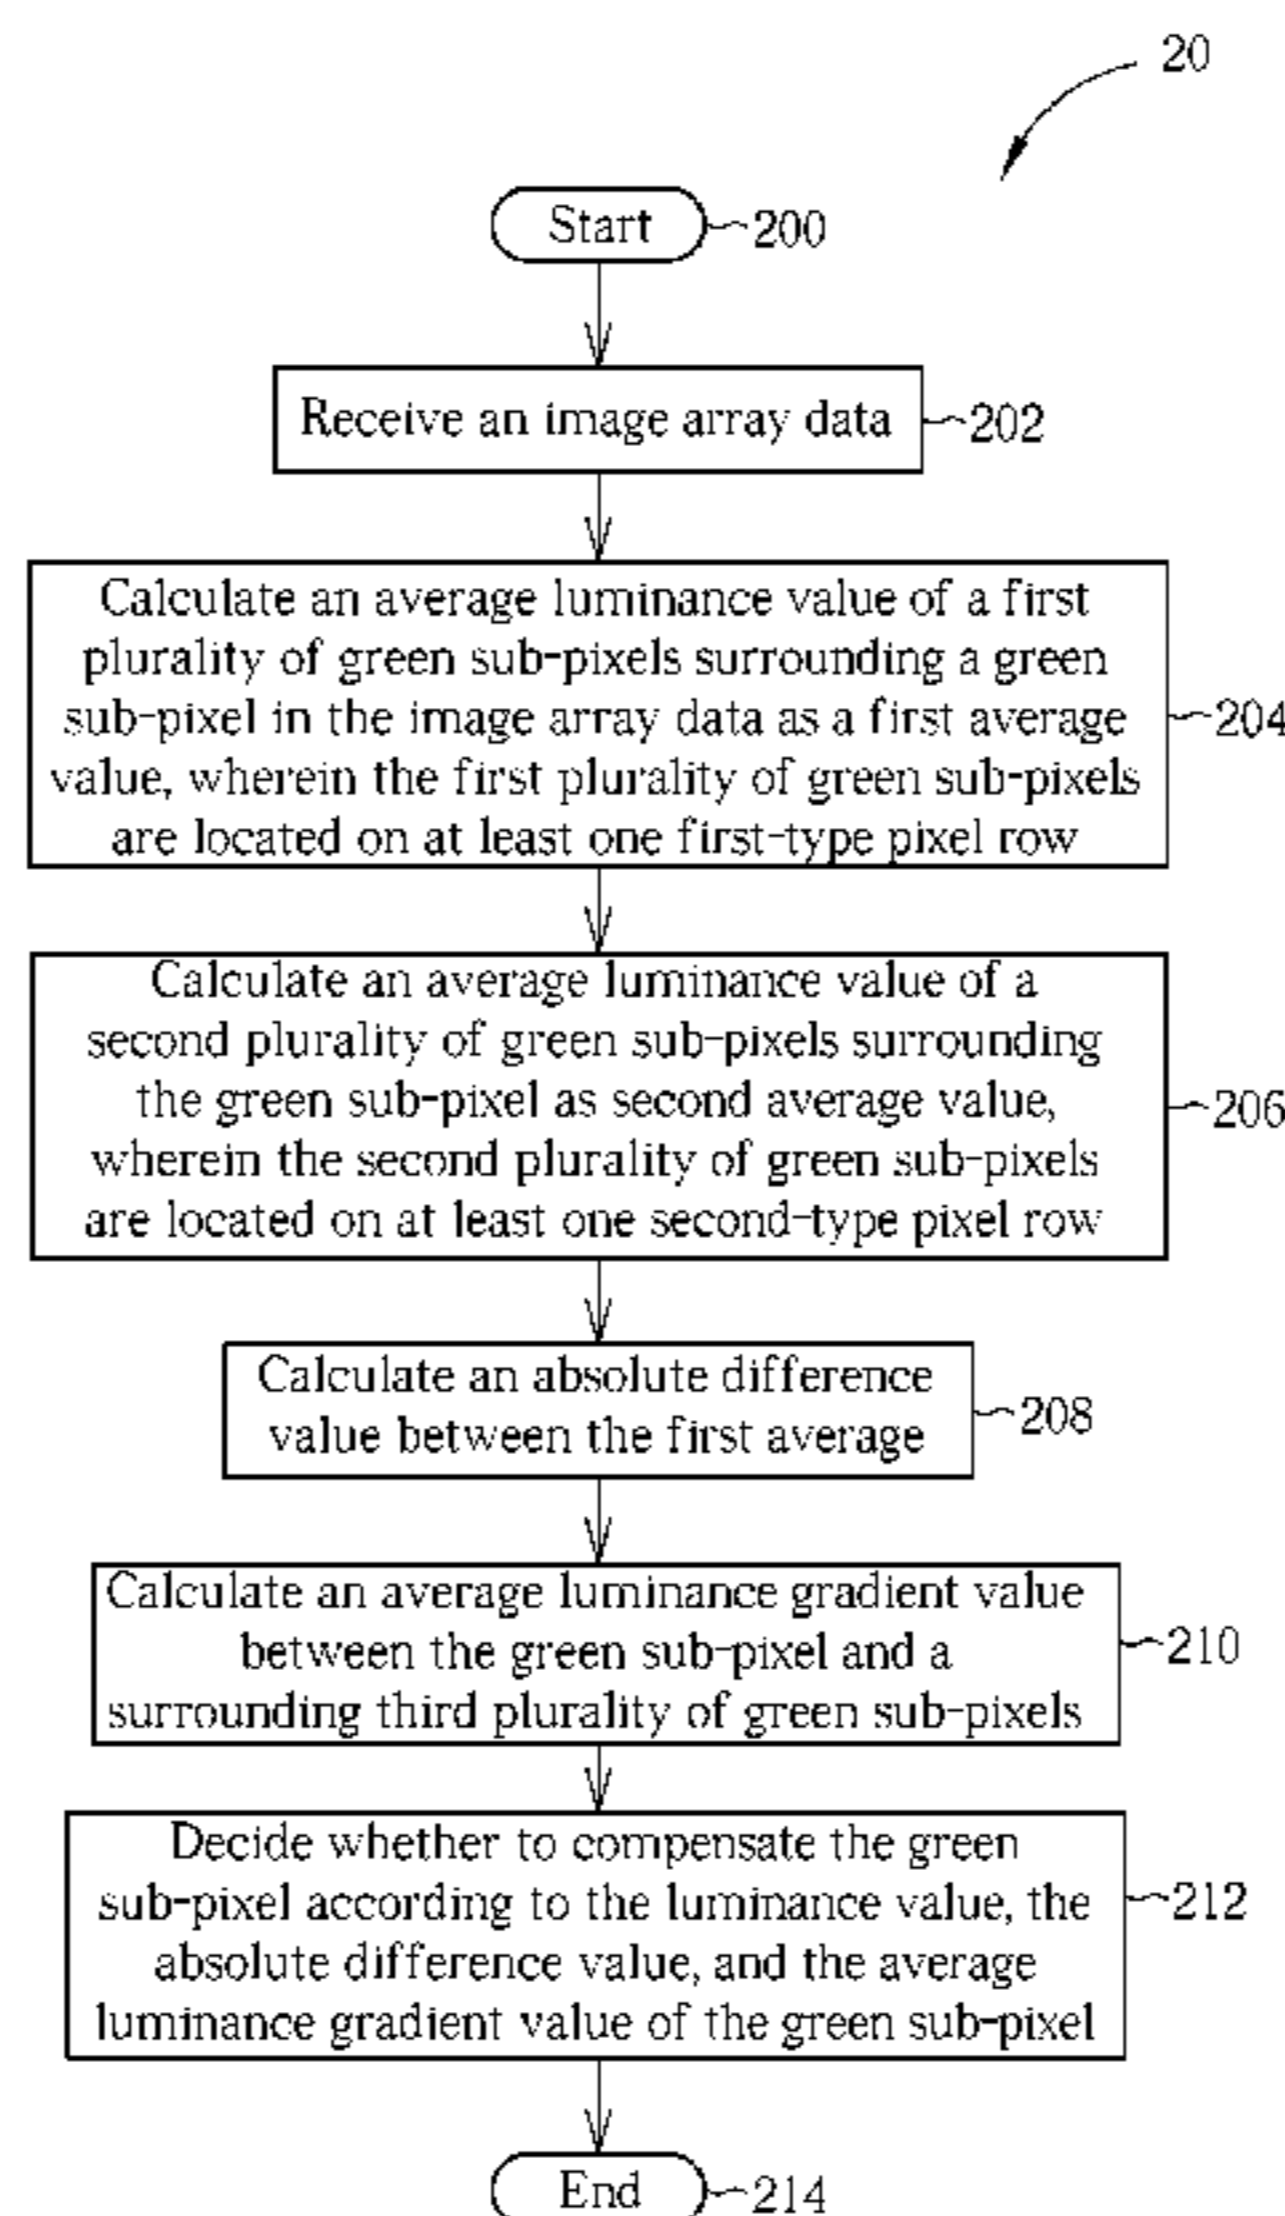 20
Start
200
Receive an image array data
202
Calculate an average luminance value of a first
plurality of green sub-pixels surrounding a green
sub-pixel in the image array data as a first average
value, wherein the first plurality of green sub-pixels
are located on at least one first-type pixel row
204
Calculate an average luminance value of a
second plurality of green sub-pixels surrounding
the green sub-pixel as second average value,
wherein the second plurality of green sub-pixels
are located on at least one second-type pixel row
206
Calculate an absolute difference
value between the first average
208
Calculate an average luminance gradient value
between the green sub-pixel and a
surrounding third plurality of green sub-pixels
210
Decide whether to compensate the green
sub-pixel according to the luminance value, the
absolute difference value, and the average
luminance gradient value of the green sub-pixel
212
End
214